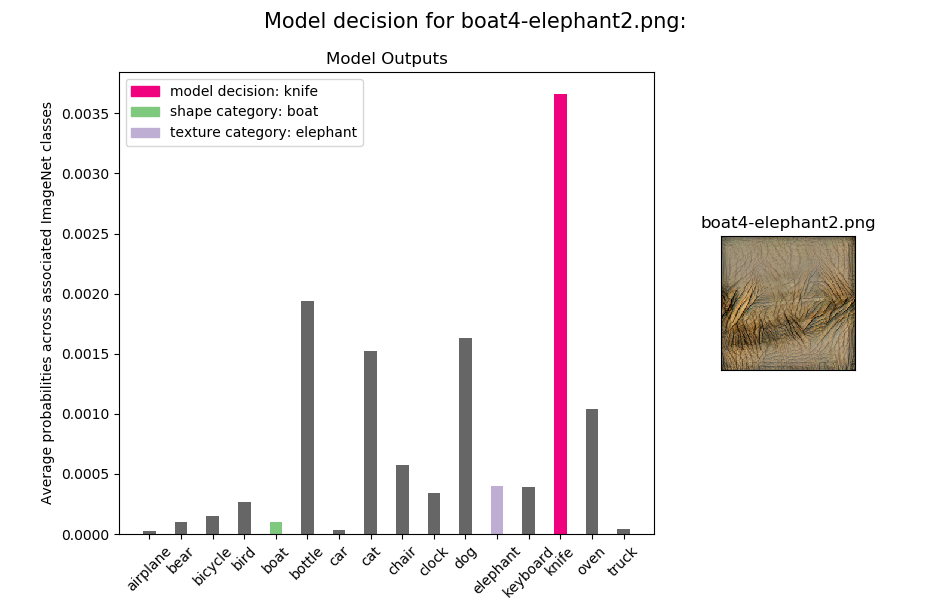 Model decision for boat4-elephant2.png:
Model Outputs
model decision: knife
shape category: boat
texture category: elephant
Average probabilities across associated ImageNet classes
0.0035
0.0030
0.0025
0.0020
0.0015
0.0010
0.0005
0.0000
airplane
bear
bicycle
bird
boat
bottle
car
cat
chair
clock
dog
elephant
keyboard
knife
oven
truck
boat4-elephant2.png